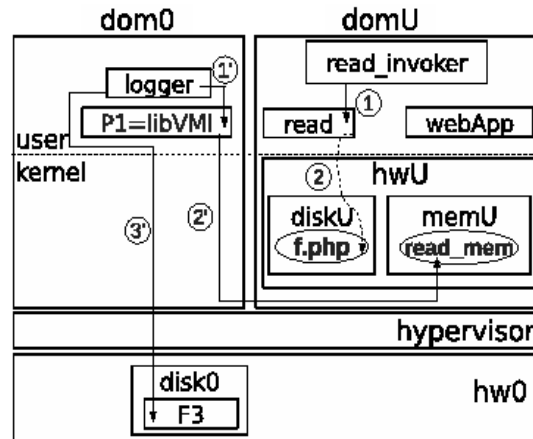 dom0
domU
logger
1'
P1=libVMI
user
kernel
2'
3'
read_invoker
1
read
webApp
2
hwU
diskU
f.php
memU
read_mem
hypervisor
disk0
F3
hw0